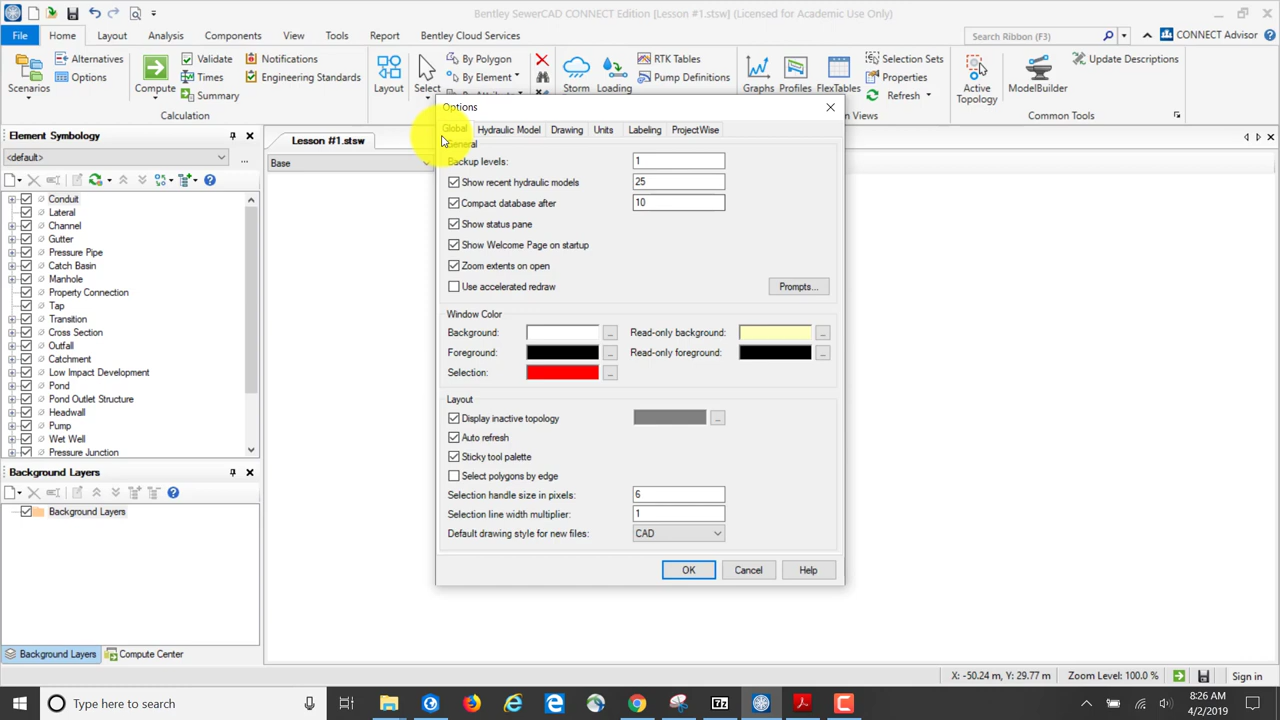 Bentley SewerCAD CONNECT Edition [Lesson #1.stsw] (Licensed for Academic Use Only)
File Home Layout Analysis Components View Tools Report Bentley Cloud Services
Search Ribbon (F3)
CONNECT Advisor
Scenarios
Alternatives
Options
Compute
Validate
Times
Summary
Notifications
Engineering Standards
Calculation
Layout
Select
By Polygon
By Element
Storm
Loading
RTK Tables
Pump Definitions
Graphs
Profiles
FlexTables
Selection Sets
Properties
Refresh
Active
Topology
ModelBuilder
Update Descriptions
Common Tools
Element Symbology
<default>
Conduit
Lateral
Channel
Gutter
Pressure Pipe
Catch Basin
Manhole
Property Connection
Tap
Transition
Cross Section
Outfall
Catchment
Low Impact Development
Pond
Pond Outlet Structure
Headwall
Pump
Wet Well
Pressure Junction
Background Layers
Background Layers
Background Layers
Compute Center
Lesson #1.stsw
Base
Options
Global Hydraulic Model Drawing Units Labeling ProjectWise
General
Backup levels: 1
Show recent hydraulic models 25
Compact database after 10
Show status pane
Show Welcome Page on startup
Zoom extents on open
Use accelerated redraw
Prompts...
Window Color
Background: ... Read-only background: ...
Foreground: ... Read-only foreground: ...
Selection: ...
Layout
Display inactive topology ...
Auto refresh
Sticky tool palette
Select polygons by edge
Selection handle size in pixels: 6
Selection line width multiplier: 1
Default drawing style for new files: CAD
OK Cancel Help
X: -50.24 m, Y: 29.77 m Zoom Level: 100.0 % Sign in
Type here to search
8:26 AM
4/2/2019